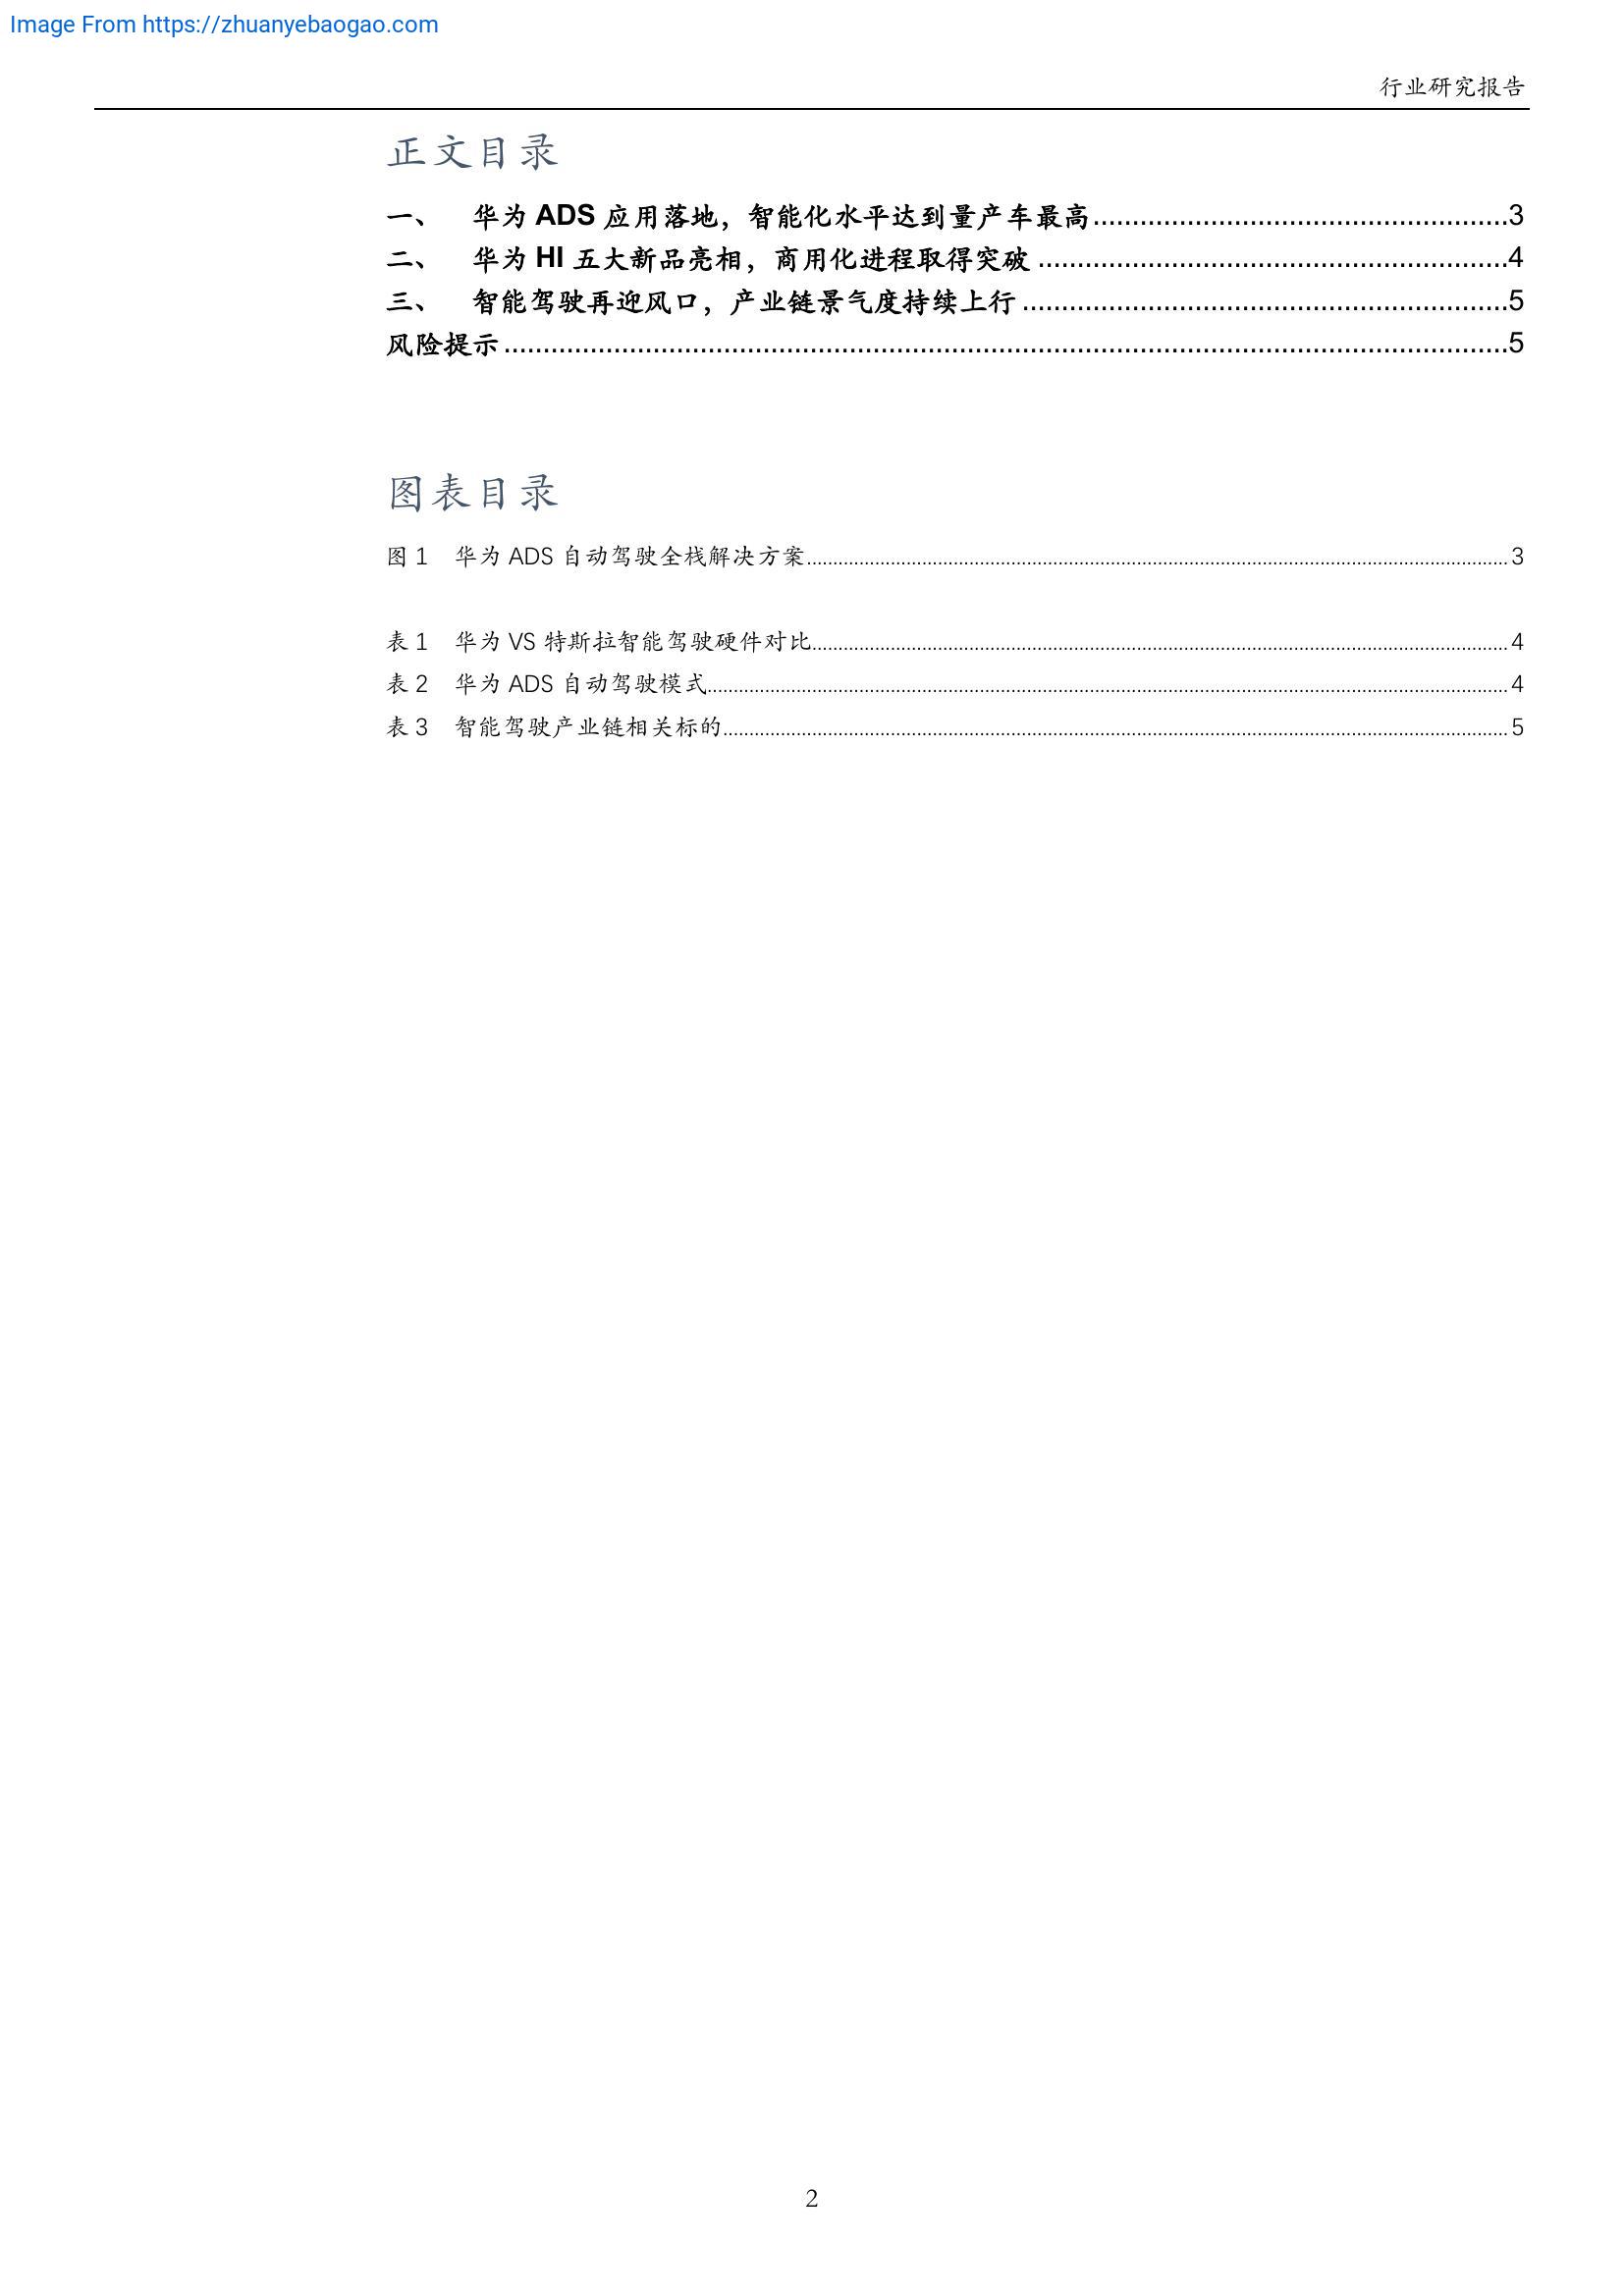 Image From https://zhuanyebaogao.com
行业研究报告
正文目录
一、 华为 ADS 应用落地，智能化水平达到量产车最高.....................................................3
二、 华为 HI 五大新品亮相，商用化进程取得突破............................................................4
三、 智能驾驶再迎风口，产业链景气度持续上行..............................................................5
风险提示................................................................................................................................5
图表目录
图 1 华为 ADS 自动驾驶全栈解决方案.......................................................................3
表 1 华为 VS 特斯拉智能驾驶硬件对比.......................................................................4
表 2 华为 ADS 自动驾驶模式.......................................................................4
表 3 智能驾驶产业链相关标的.......................................................................5
2